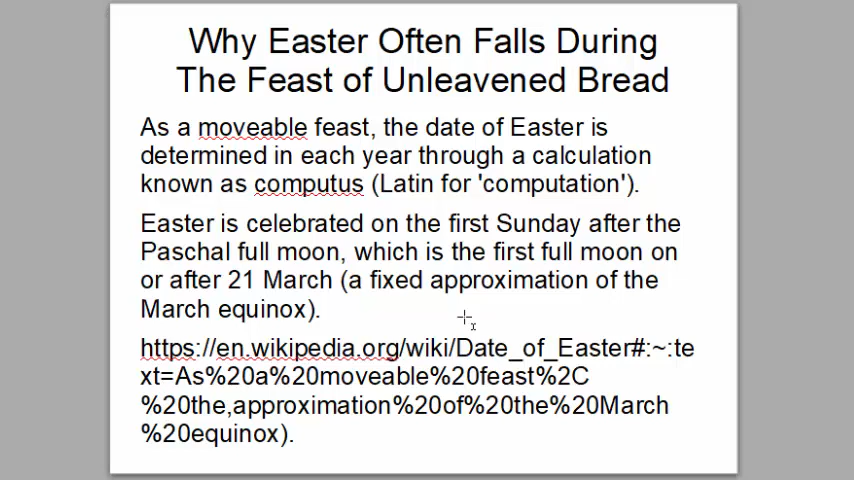 Why Easter Often Falls During
The Feast of Unleavened Bread
As a moveable feast, the date of Easter is
determined in each year through a calculation
known as computus (Latin for 'computation').
Easter is celebrated on the first Sunday after the
Paschal full moon, which is the first full moon on
or after 21 March (a fixed approximation of the
March equinox).
https://en.wikipedia.org/wiki/Date_of_Easter#:~:te
xt=As%20a%20moveable%20feast%2C
%20the,approximation%20of%20the%20March
%20equinox).